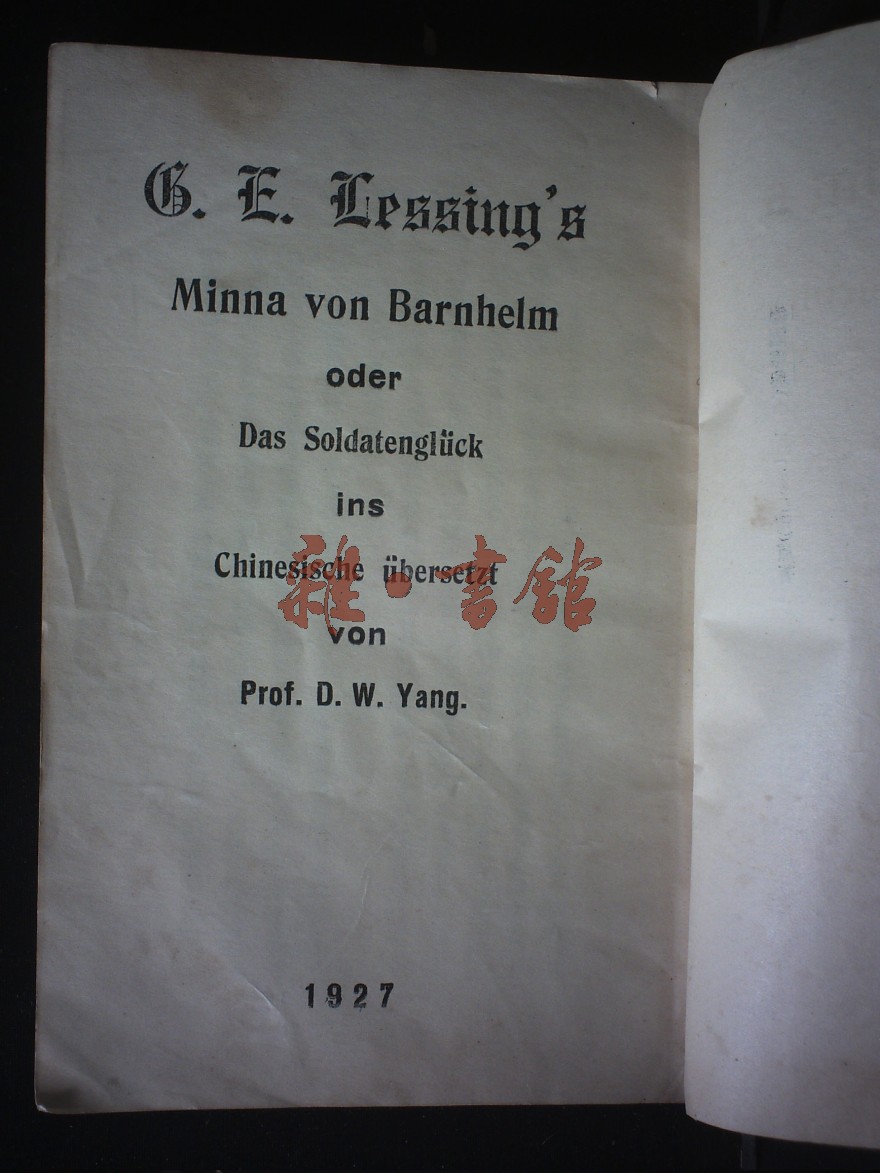 G. E. Lessing's
Minna von Barnhelm
oder
Das Soldatenglück
ins
Chinesische übersetzt
雜·書館
von
Prof. D. W. Yang.
1927